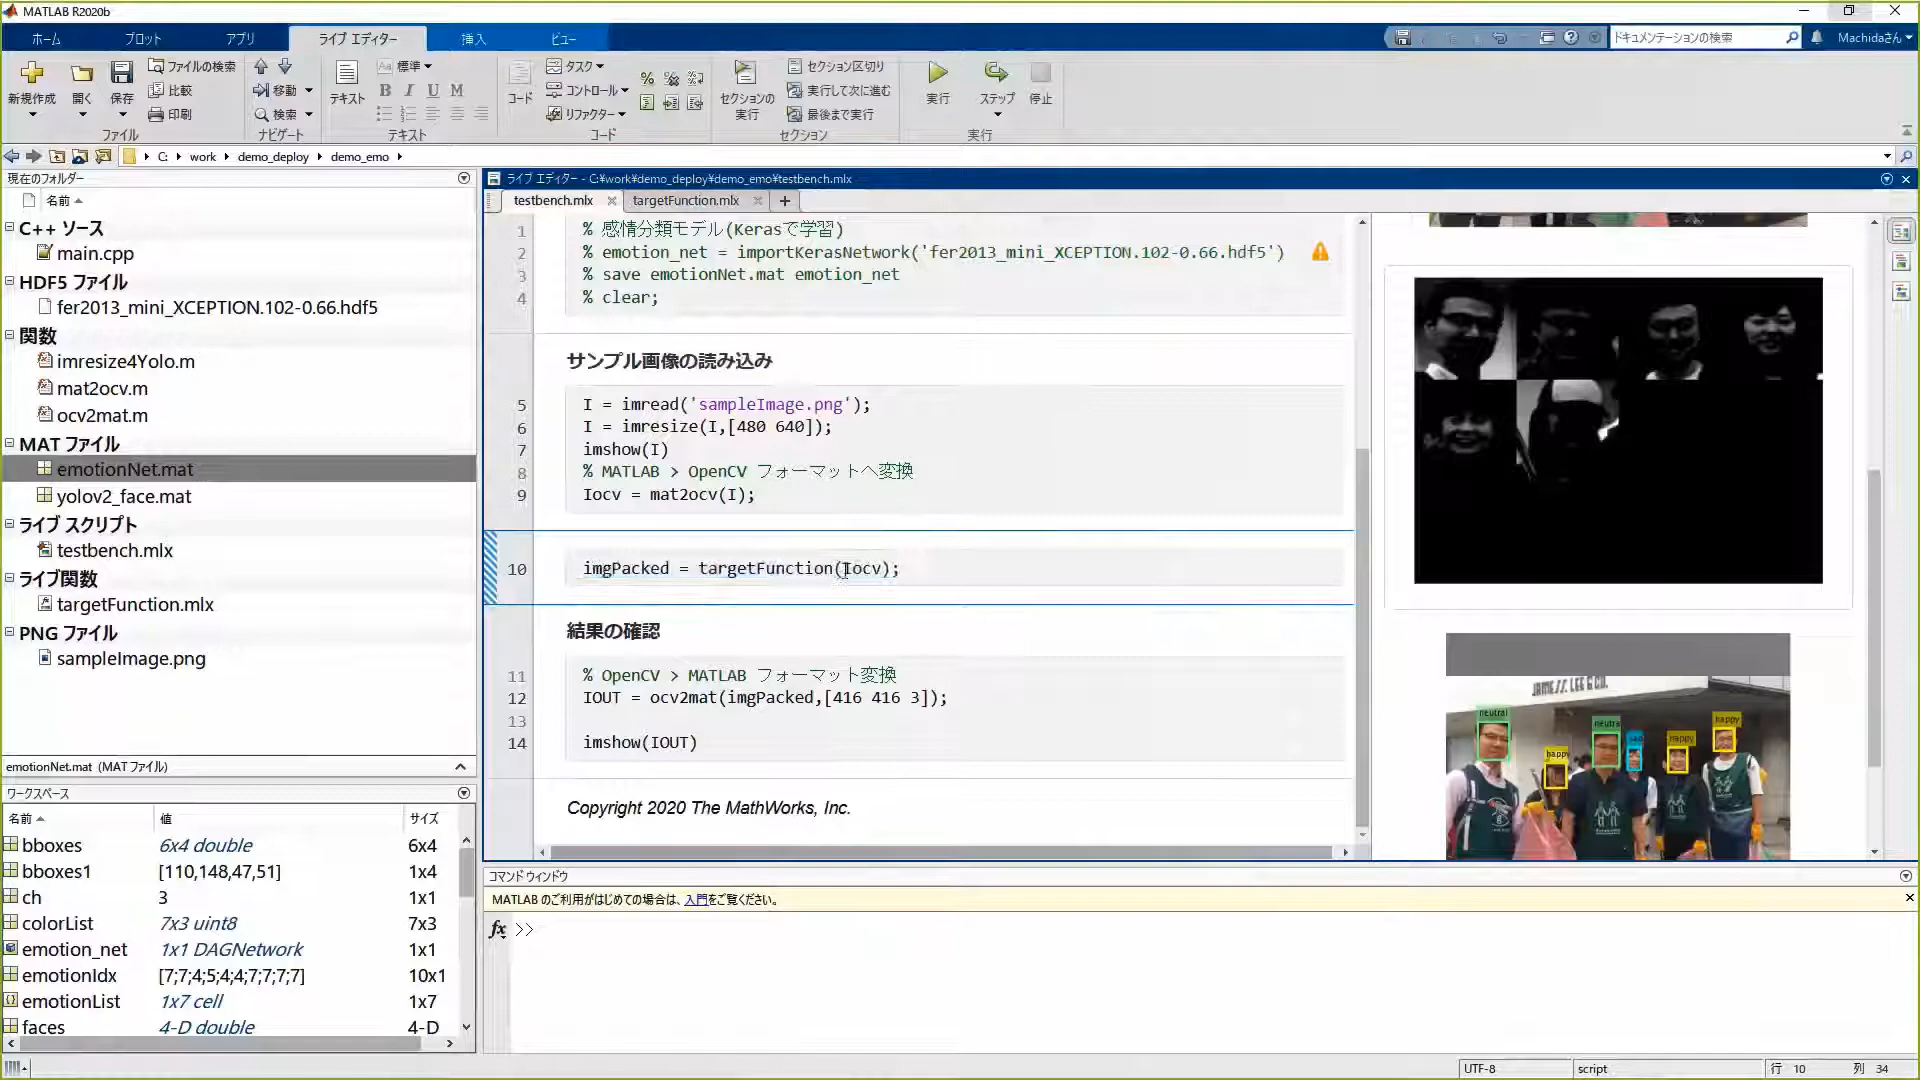 MATLAB R2020b
ホーム
プロット
アプリ
ライブ エディター
挿入
ビュー
ドキュメンテーションの検索
Machidaさん
新規作成
開く
保存
ファイルの検索
比較
印刷
ファイル
移動
検索
ナビゲート
テキスト
Aa 標準
B I U M
テキスト
コード
タスク
コントロール
リファクター
コード
セクションの
実行
セクション区切り
実行して次に進む
最後まで実行
セクション
実行
ステップ
停止
実行
C: work demo_deploy demo_emo
現在のフォルダー
名前
C++ ソース
main.cpp
HDF5 ファイル
fer2013_mini_XCEPTION.102-0.66.hdf5
関数
imresize4Yolo.m
mat2ocv.m
ocv2mat.m
MAT ファイル
emotionNet.mat
yolov2_face.mat
ライブ スクリプト
testbench.mlx
ライブ関数
targetFunction.mlx
PNG ファイル
sampleImage.png
emotionNet.mat (MAT ファイル)
ワークスペース
名前 値 サイズ
bboxes 6x4 double 6x4
bboxes1 [110,148,47,51] 1x4
ch 3 1x1
colorList 7x3 uint8 7x3
emotion_net 1x1 DAGNetwork 1x1
emotionIdx [7;7;4;5;4;4;7;7;7;7] 10x1
emotionList 1x7 cell 1x7
faces 4-D double 4-D
ライブ エディター - C:¥work¥demo_deploy¥demo_emo¥testbench.mlx
testbench.mlx
targetFunction.mlx
1 % 感情分類モデル(Kerasで学習)
2 % emotion_net = importKerasNetwork('fer2013_mini_XCEPTION.102-0.66.hdf5')
3 % save emotionNet.mat emotion_net
4 % clear;
サンプル画像の読み込み
5 I = imread('sampleImage.png');
6 I = imresize(I,[480 640]);
7 imshow(I)
8 % MATLAB > OpenCV フォーマットへ変換
9 Iocv = mat2ocv(I);
10 imgPacked = targetFunction(Iocv);
結果の確認
11 % OpenCV > MATLAB フォーマット変換
12 IOUT = ocv2mat(imgPacked,[416 416 3]);
13
14 imshow(IOUT)
Copyright 2020 The MathWorks, Inc.
neutral
happy
neutra
sad
happy
happy
コマンド ウィンドウ
MATLAB のご利用がはじめての場合は、入門をご覧ください。
fx >>
UTF-8
script
行 10
列 34